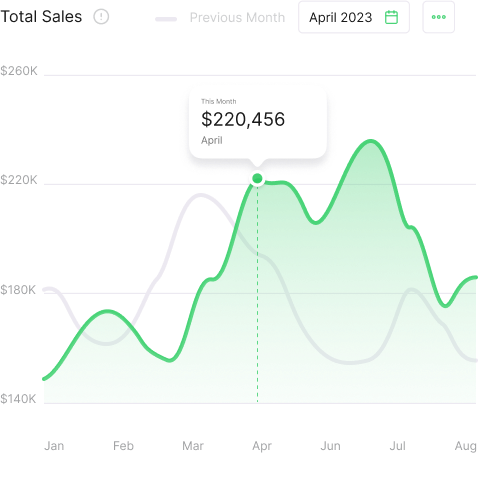 Total Sales
Previous Month
April 2023
$260K
This Month
$220,456
April
$220K
$180K
$140K
Jan Feb Mar Apr Jun Jul Aug